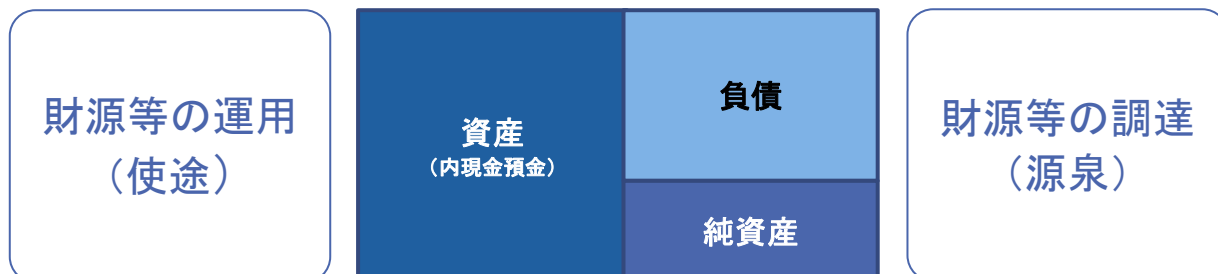 財源等の運用
（使途）
資産
（内現金預金）
負債
純資産
財源等の調達
（源泉）